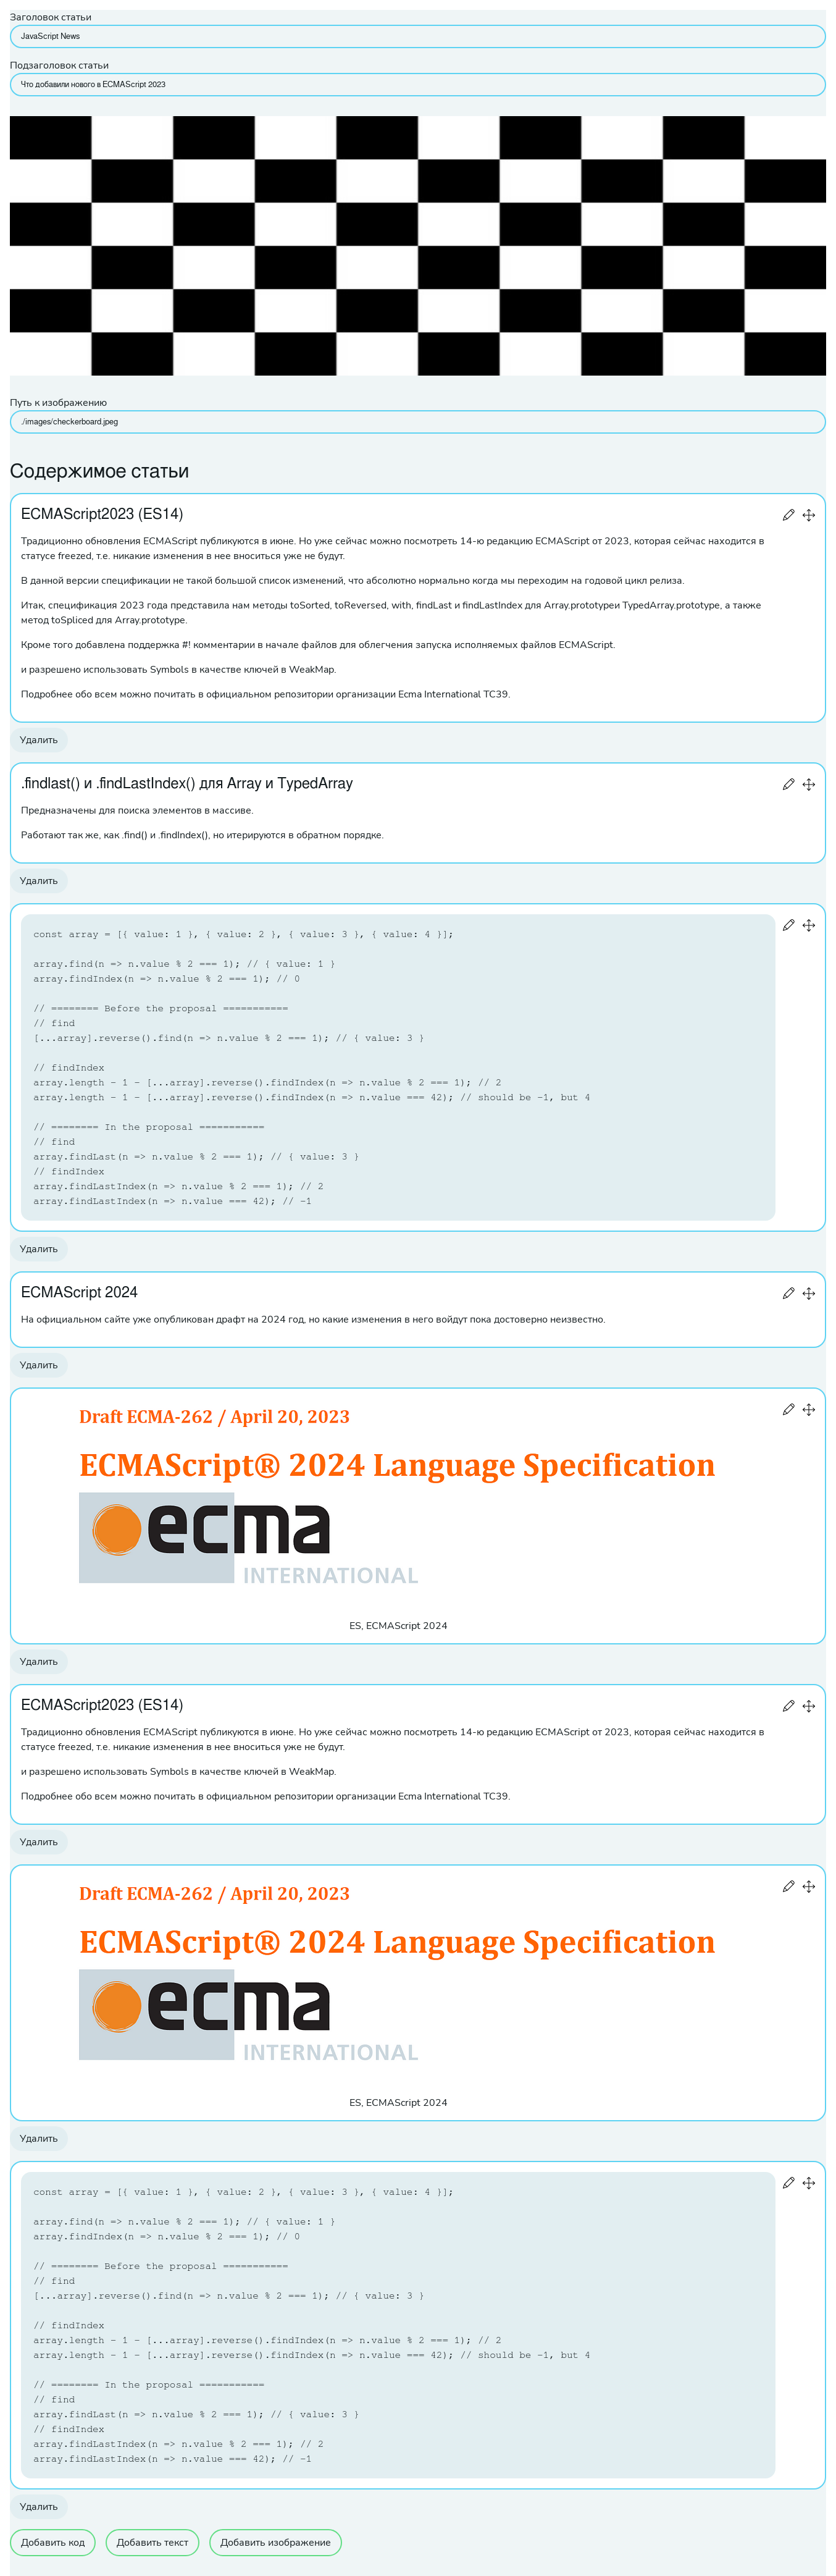 Заголовок статьи
JavaScript News
Подзаголовок статьи
Что добавили нового в ECMAScript 2023
Путь к изображению
./images/checkerboard.jpeg
Содержимое статьи
ECMAScript2023 (ES14)
Традиционно обновления ECMAScript публикуются в июне. Но уже сейчас можно посмотреть 14-ю редакцию ECMAScript от 2023, которая сейчас находится в
статусе freezed, т.е. никакие изменения в нее вноситься уже не будут.
В данной версии спецификации не такой большой список изменений, что абсолютно нормально когда мы переходим на годовой цикл релиза.
Итак, спецификация 2023 года представила нам методы toSorted, toReversed, with, findLast и findLastIndex для Array.prototypeи TypedArray.prototype, а также
метод toSpliced для Array.prototype.
Кроме того добавлена поддержка #! комментарии в начале файлов для облегчения запуска исполняемых файлов ECMAScript.
и разрешено использовать Symbols в качестве ключей в WeakMap.
Подробнее обо всем можно почитать в официальном репозитории организации Ecma International TC39.
Удалить
.findlast() и .findLastIndex() для Array и TypedArray
Предназначены для поиска элементов в массиве.
Работают так же, как .find() и .findIndex(), но итерируются в обратном порядке.
Удалить
const array = [{ value: 1 }, { value: 2 }, { value: 3 }, { value: 4 }];
array.find(n => n.value % 2 === 1); // { value: 1 }
array.findIndex(n => n.value % 2 === 1); // 0
// ======== Before the proposal ===========
// find
[...array].reverse().find(n => n.value % 2 === 1); // { value: 3 }
// findIndex
array.length - 1 - [...array].reverse().findIndex(n => n.value % 2 === 1); // 2
array.length - 1 - [...array].reverse().findIndex(n => n.value === 42); // should be -1, but 4
// ======== In the proposal ===========
// find
array.findLast(n => n.value % 2 === 1); // { value: 3 }
// findIndex
array.findLastIndex(n => n.value % 2 === 1); // 2
array.findLastIndex(n => n.value === 42); // -1
Удалить
ECMAScript 2024
На официальном сайте уже опубликован драфт на 2024 год, но какие изменения в него войдут пока достоверно неизвестно.
Удалить
Draft ECMA-262 / April 20, 2023
ECMAScript® 2024 Language Specification
ecma
INTERNATIONAL
ES, ECMAScript 2024
Удалить
ECMAScript2023 (ES14)
Традиционно обновления ECMAScript публикуются в июне. Но уже сейчас можно посмотреть 14-ю редакцию ECMAScript от 2023, которая сейчас находится в
статусе freezed, т.е. никакие изменения в нее вноситься уже не будут.
и разрешено использовать Symbols в качестве ключей в WeakMap.
Подробнее обо всем можно почитать в официальном репозитории организации Ecma International TC39.
Удалить
Draft ECMA-262 / April 20, 2023
ECMAScript® 2024 Language Specification
ecma
INTERNATIONAL
ES, ECMAScript 2024
Удалить
const array = [{ value: 1 }, { value: 2 }, { value: 3 }, { value: 4 }];
array.find(n => n.value % 2 === 1); // { value: 1 }
array.findIndex(n => n.value % 2 === 1); // 0
// ======== Before the proposal ===========
// find
[...array].reverse().find(n => n.value % 2 === 1); // { value: 3 }
// findIndex
array.length - 1 - [...array].reverse().findIndex(n => n.value % 2 === 1); // 2
array.length - 1 - [...array].reverse().findIndex(n => n.value === 42); // should be -1, but 4
// ======== In the proposal ===========
// find
array.findLast(n => n.value % 2 === 1); // { value: 3 }
// findIndex
array.findLastIndex(n => n.value % 2 === 1); // 2
array.findLastIndex(n => n.value === 42); // -1
Удалить
Добавить код Добавить текст Добавить изображение